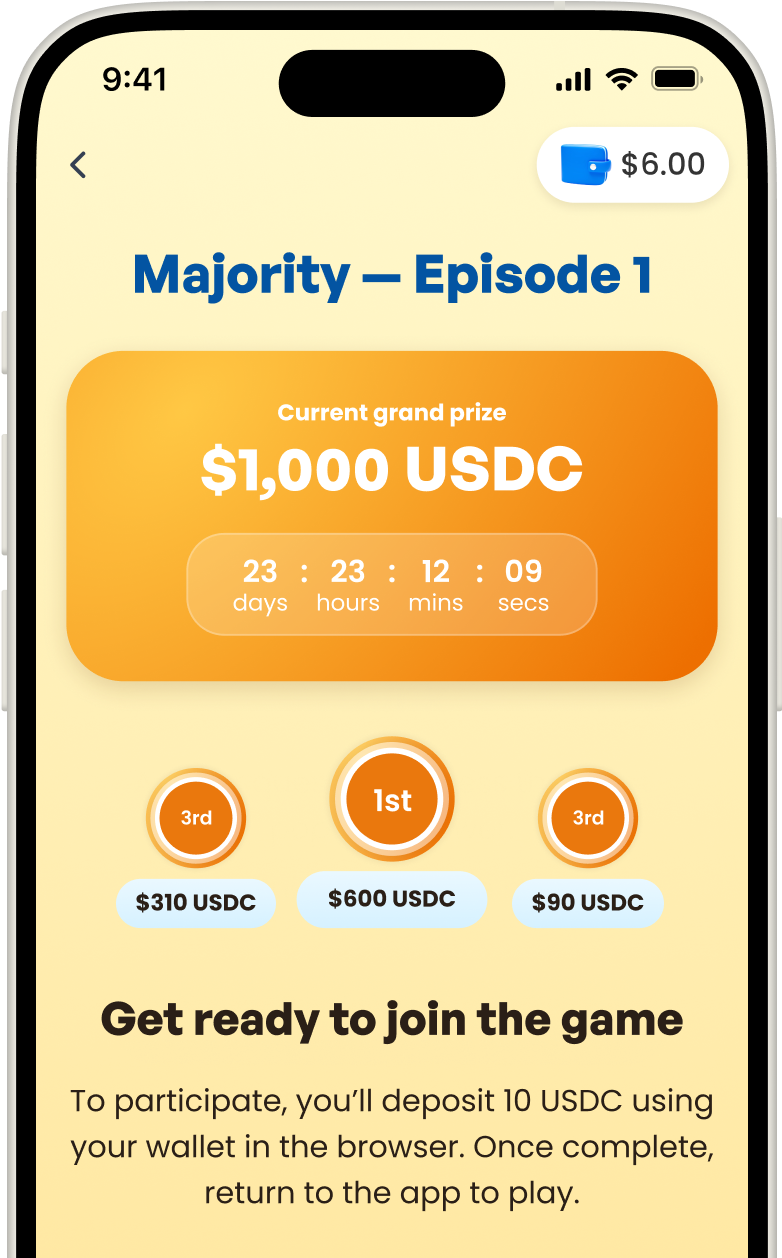 9:41
$6.00
Majority — Episode 1
Current grand prize
$1,000 USDC
23 : 23 : 12 : 09
days hours mins secs
3rd 1st 3rd
$310 USDC $600 USDC $90 USDC
Get ready to join the game
To participate, you’ll deposit 10 USDC using
your wallet in the browser. Once complete,
return to the app to play.